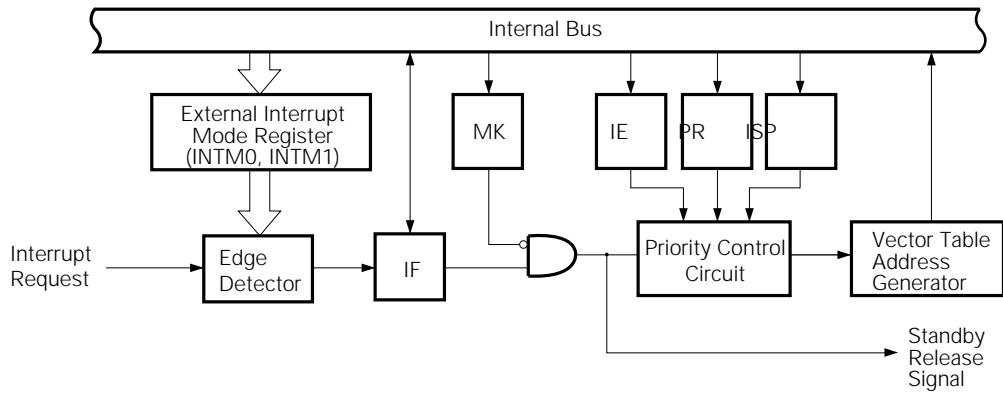 Internal Bus
External Interrupt
Mode Register
(INTM0, INTM1)
MK
IE
PR
ISP
Interrupt
Request
Edge
Detector
IF
Priority Control
Circuit
Vector Table
Address
Generator
Standby
Release
Signal